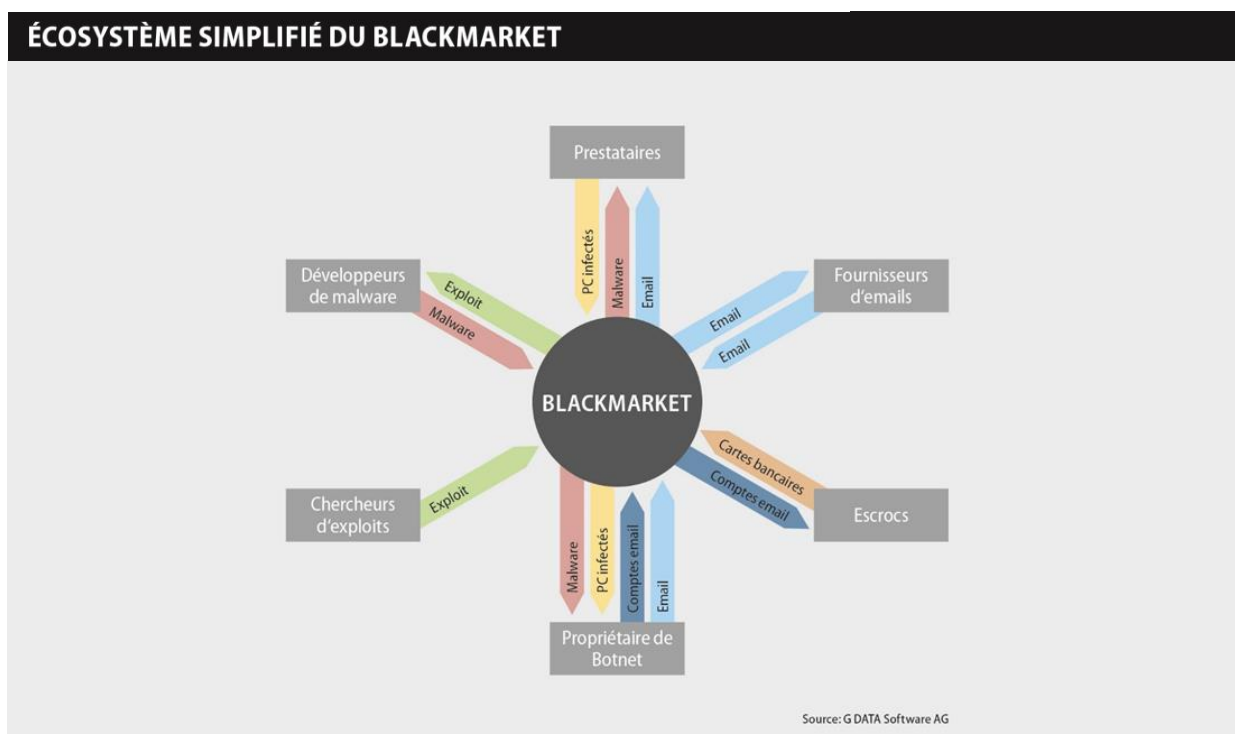 ÉCOSYSTÈME SIMPLIFIÉ DU BLACKMARKET
Prestataires
PC infectés
Malware
Email
Développeurs
de malware
Exploit
Malware
Fournisseurs
d'emails
Email
Email
BLACKMARKET
Chercheurs
d'exploits
Exploit
Cartes bancaires
Comptes email
Escrocs
Malware
PC infectés
Comptes email
Email
Propriétaire de
Botnet
Source: G DATA Software AG